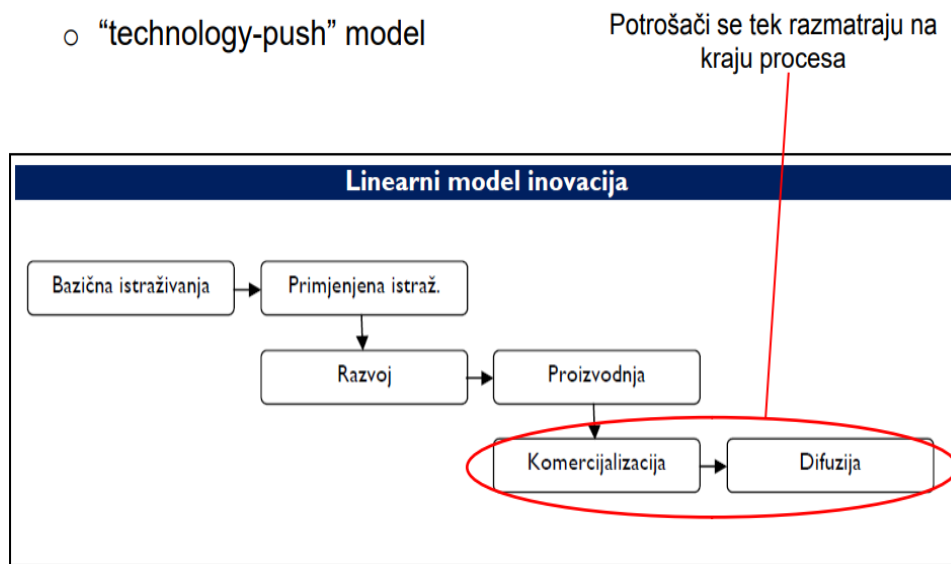 o “technology-push” model
Potrošači se tek razmatraju na
kraju procesa
Linearni model inovacija
Bazična istraživanja
Primjenjena istraž.
Razvoj
Proizvodnja
Komercijalizacija
Difuzija